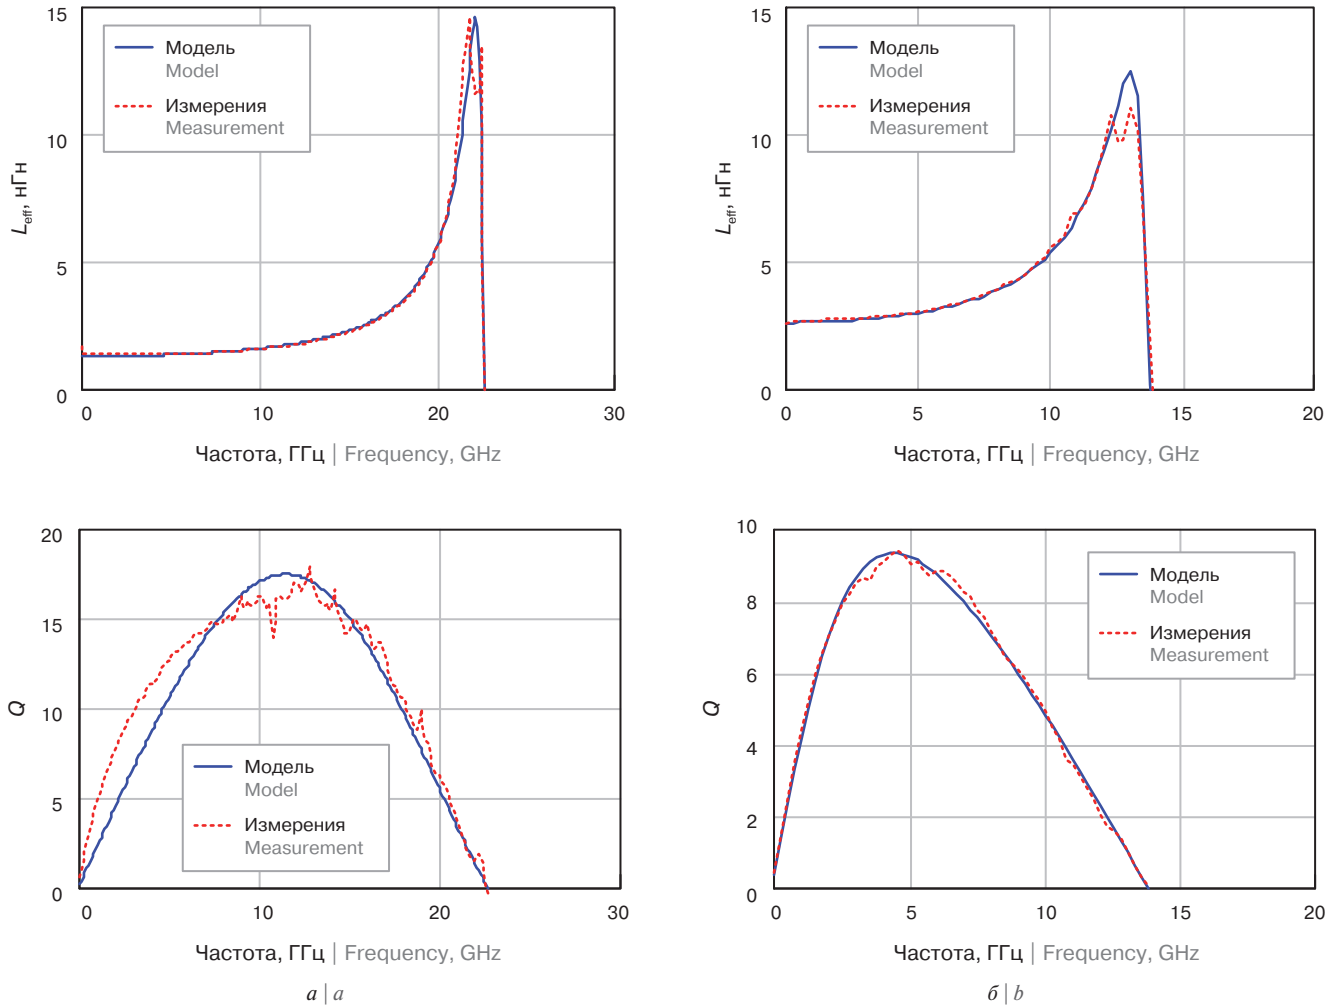 15
10
5
0
L eff, нГн
Модель
Model
Измерения
Measurement
0 10 20 30
Частота, ГГц | Frequency, GHz
15
10
5
0
L eff, нГн
Модель
Model
Измерения
Measurement
0 5 10 15 20
Частота, ГГц | Frequency, GHz
20
15
10
5
0
Q
Модель
Model
Измерения
Measurement
0 10 20 30
Частота, ГГц | Frequency, GHz
а | a
10
8
6
4
2
0
Q
Модель
Model
Измерения
Measurement
0 5 10 15 20
Частота, ГГц | Frequency, GHz
б | b